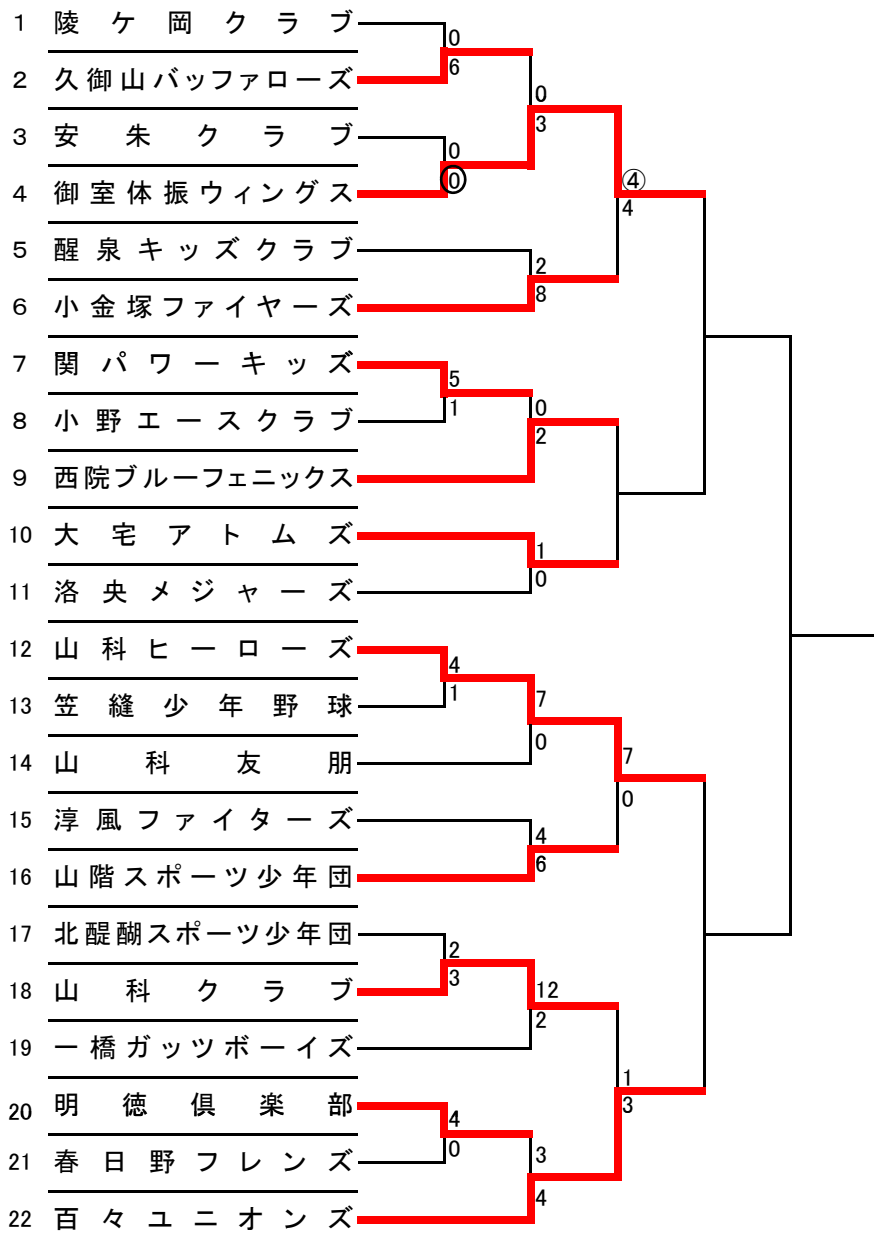 1 陵ケ岡クラブ
0
6
2 久御山バッファローズ
0
3
3 安朱クラブ
0
0
4 御室体振ウィングス
④
4
5 醒泉キッズクラブ
2
8
6 小金塚ファイヤーズ
7 関パワーキッズ
5
1
8 小野エースクラブ
0
2
9 西院ブルーフェニックス
10 大宅アトムズ
1
0
11 洛央メジャーズ
12 山科ヒーローズ
4
1
13 笠縫少年野球
7
0
14 山科友朋
7
0
15 淳風ファイターズ
4
6
16 山階スポーツ少年団
17 北醍醐スポーツ少年団
2
3
18 山科クラブ
12
2
19 一橋ガッツボーイズ
1
3
20 明徳倶楽部
4
0
21 春日野フレンズ
3
4
22 百々ユニオンズ